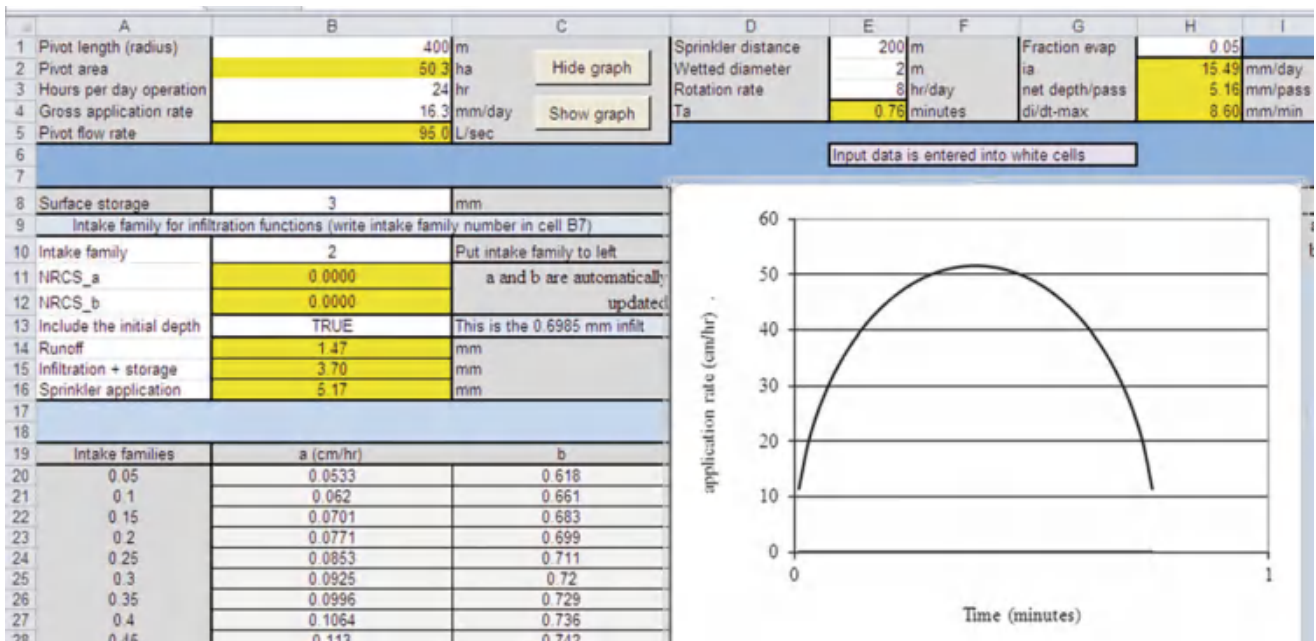 A B C D E F G H I
1 Pivot length (radius) 400 m Sprinkler distance 200 m Fraction evap 0.05
2 Pivot area 50.3 ha Hide graph Wetted diameter 2 m ia 15.49 mm/day
3 Hours per day operation 24 hr Rotation rate 8 hr/day net depth/pass 5.16 mm/pass
4 Gross application rate 16.3 mm/day Show graph Ta 0.76 minutes di/dt-max 8.60 mm/min
5 Pivot flow rate 95.0 L/sec
6 Input data is entered into white cells
7
8 Surface storage 3 mm
9 Intake family for infiltration functions (write intake family number in cell B7)
10 Intake family 2 Put intake family to left
11 NRCS_a 0.0000 a and b are automatically
12 NRCS_b 0.0000 updated
13 Include the initial depth TRUE This is the 0.6985 mm infilt
14 Runoff 1.47 mm
15 Infiltration + storage 3.70 mm
16 Sprinkler application 5.17 mm
17
18
19 Intake families a (cm/hr) b
20 0.05 0.0533 0.618
21 0.1 0.062 0.661
22 0.15 0.0701 0.683
23 0.2 0.0771 0.699
24 0.25 0.0853 0.711
25 0.3 0.0925 0.72
26 0.35 0.0996 0.729
27 0.4 0.1064 0.736
28 0.45 0.113 0.742
application rate (cm/hr)
60
50
40
30
20
10
0
0 1
Time (minutes)